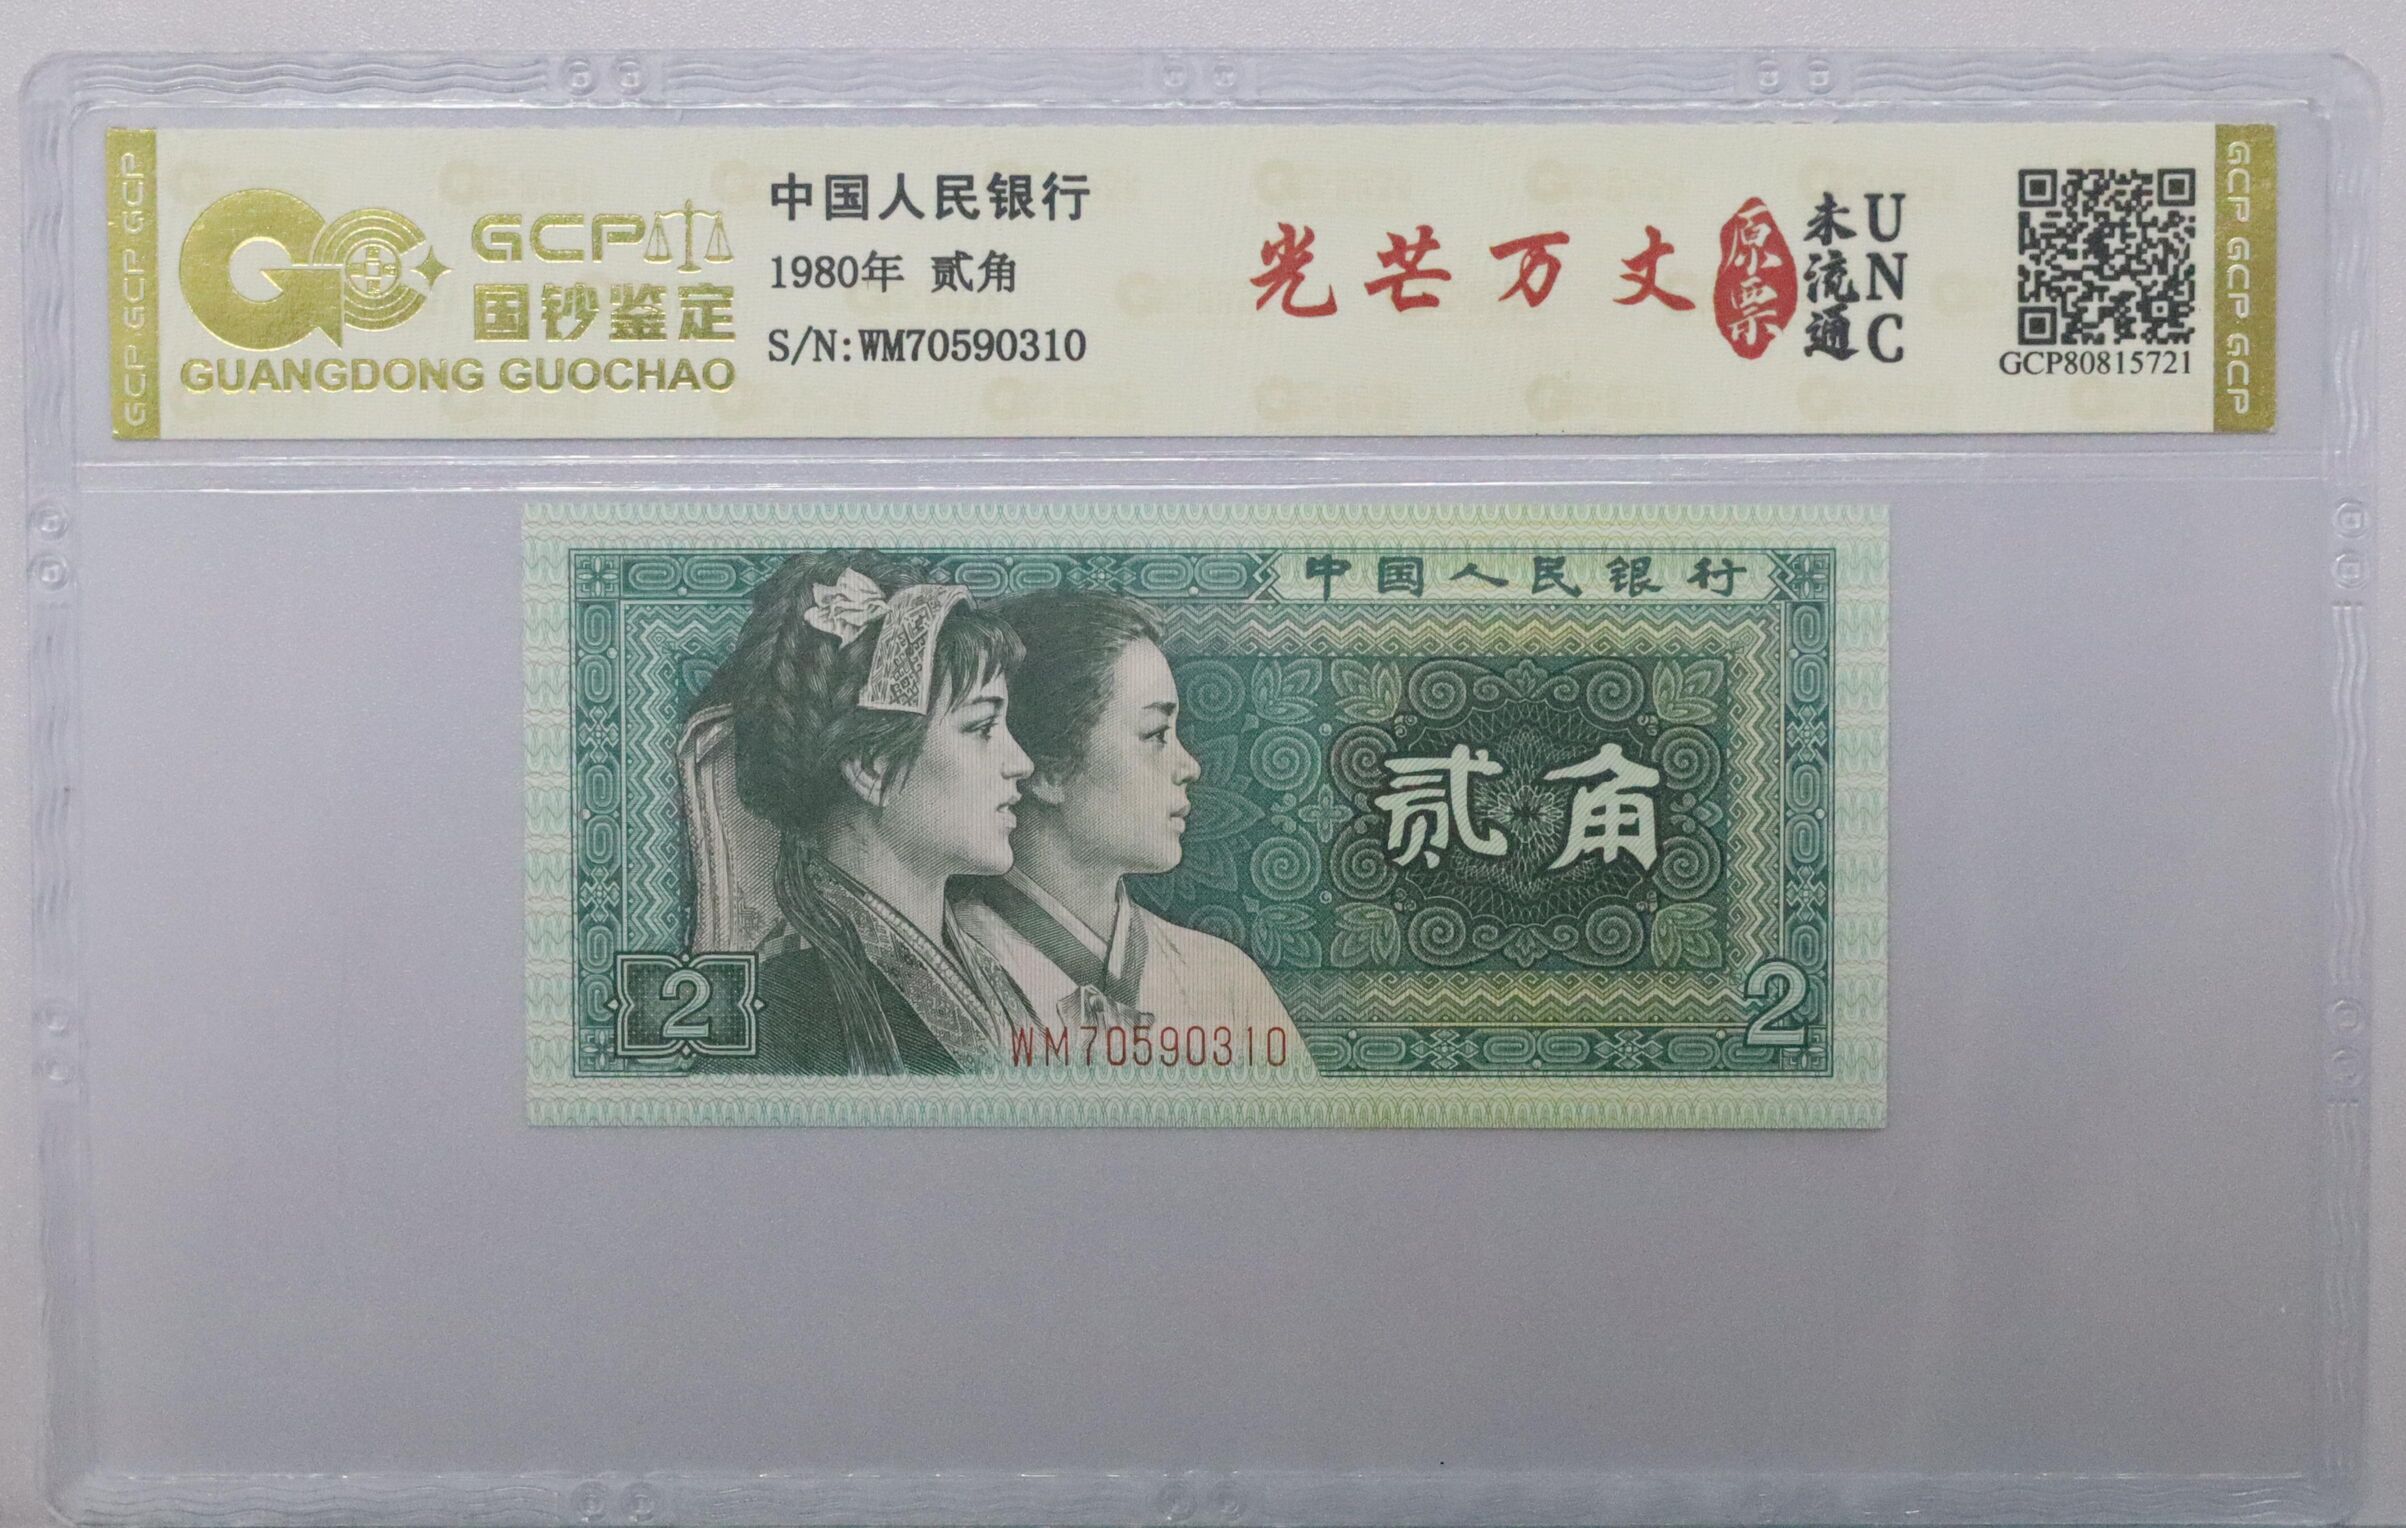 GCP GCP GCP
GCP
国钞鉴定
GUANGDONG GUOCHAO
中国人民银行
1980年 贰角
S/N:WM70590310
光芒万丈
原票
未流通
UNC
GCP80815721
GCP GCP GCP
中国人民银行
贰角
2
2
WM70590310